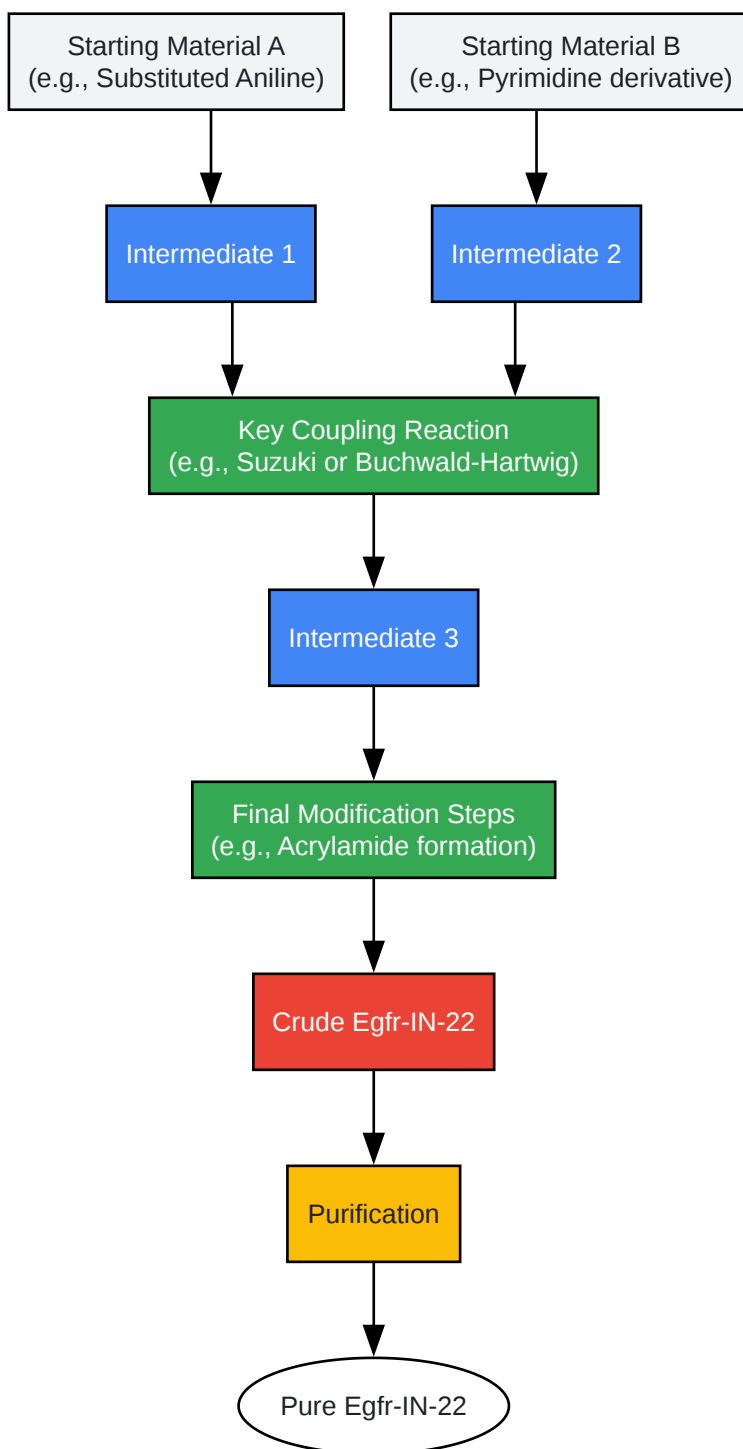 Starting Material A
(e.g., Substituted Aniline)
Starting Material B
(e.g., Pyrimidine derivative)
Intermediate 1
Intermediate 2
Key Coupling Reaction
(e.g., Suzuki or Buchwald-Hartwig)
Intermediate 3
Final Modification Steps
(e.g., Acrylamide formation)
Crude Egfr-IN-22
Purification
Pure Egfr-IN-22